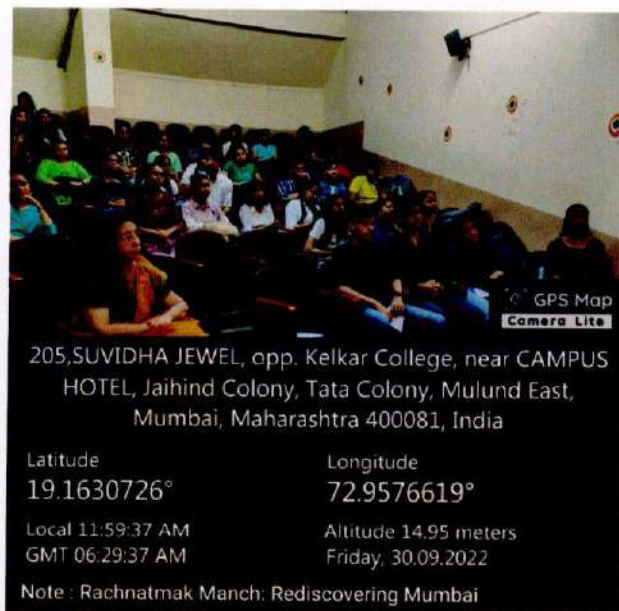 GPS Map
Camera Lite
205,SUVIDHA JEWEL, opp. Kelkar College, near CAMPUS
HOTEL, Jaihind Colony, Tata Colony, Mulund East,
Mumbai, Maharashtra 400081, India
Latitude
19.1630726°
Longitude
72.9576619°
Local 11:59:37 AM
GMT 06:29:37 AM
Altitude 14.95 meters
Friday, 30.09.2022
Note : Rachnatmak Manch: Rediscovering Mumbai